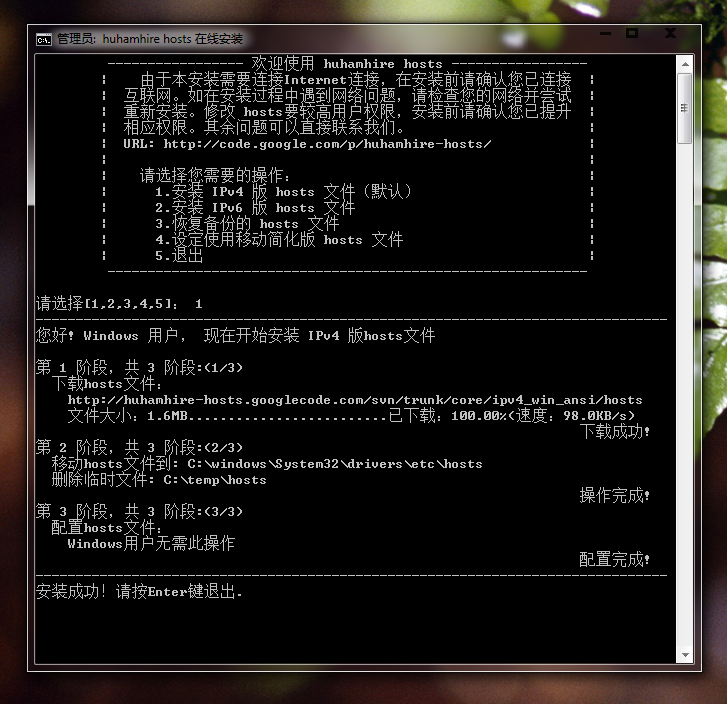 管理员: huhamhire hosts 在线安装
----------------- 欢迎使用 huhamhire hosts -----------------
由于本安装需要连接Internet连接，在安装前请确认您已连接
互联网。如在安装过程中遇到网络问题，请检查您的网络并尝试
重新安装。修改 hosts要较高用户权限，安装前请确认您已提升
相应权限。其余问题可以直接联系我们。
URL: http://code.google.com/p/huhamhire-hosts/
请选择您需要的操作:
1.安装 IPv4 版 hosts 文件（默认）
2.安装 IPv6 版 hosts 文件
3.恢复备份的 hosts 文件
4.设定使用移动简化版 hosts 文件
5.退出
请选择[1,2,3,4,5]： 1
您好! Windows 用户， 现在开始安装 IPv4 版hosts文件
第 1 阶段，共 3 阶段:(1/3)
下载hosts文件:
http://huhamhire-hosts.googlecode.com/svn/trunk/core/ipv4_win_ansi/hosts
文件大小: 1.6MB.........................已下载: 100.00%(速度: 98.0KB/s)
下载成功!
第 2 阶段，共 3 阶段:(2/3)
移动hosts文件到: C:\windows\System32\drivers\etc\hosts
删除临时文件: C:\temp\hosts
操作完成!
第 3 阶段，共 3 阶段:(3/3)
配置hosts文件:
Windows用户无需此操作
配置完成!
安装成功! 请按Enter键退出.